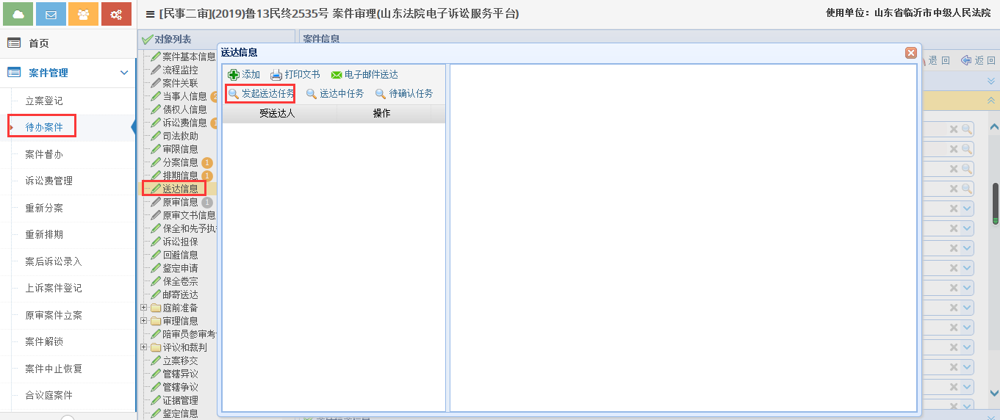 [民事二审](2019)鲁13民终2535号 案件审理(山东法院电子诉讼服务平台)
使用单位：山东省临沂市中级人民法院
首页
案件管理
立案登记
待办案件
案件督办
诉讼费管理
重新分案
重新排期
案后诉讼录入
上诉案件登记
原审案件立案
案件解锁
案件中止恢复
合议庭案件
对象列表
案件基本信息
流程监控
案件关联
当事人信息 2
债权人信息
诉讼费信息
司法救助
审限信息
分案信息 1
排期信息 1
送达信息
原审信息 1
原审文书信息
保全和先予执
诉讼担保
回避信息
鉴定申请
保全卷宗
邮寄送达
庭前准备
审理信息
陪审员参审考
评议和裁判
立案移交
管辖异议
管辖争议
证据管理
鉴定信息
案件信息
退回 返回
送达信息
添加 打印文书 电子邮件送达
发起送达任务 送达中任务 待确认任务
受送达人 操作